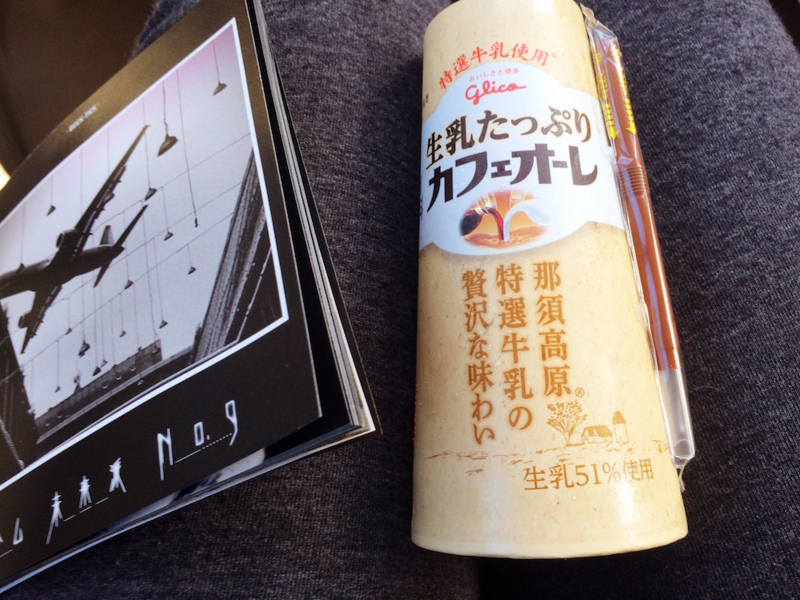 BUCK-TICK
No.9
特選牛乳使用®
おいしさと健康
glico
生乳たっぷり
カフェオーレ
那須高原®
特選牛乳の
贅沢な味わい
生乳51%使用